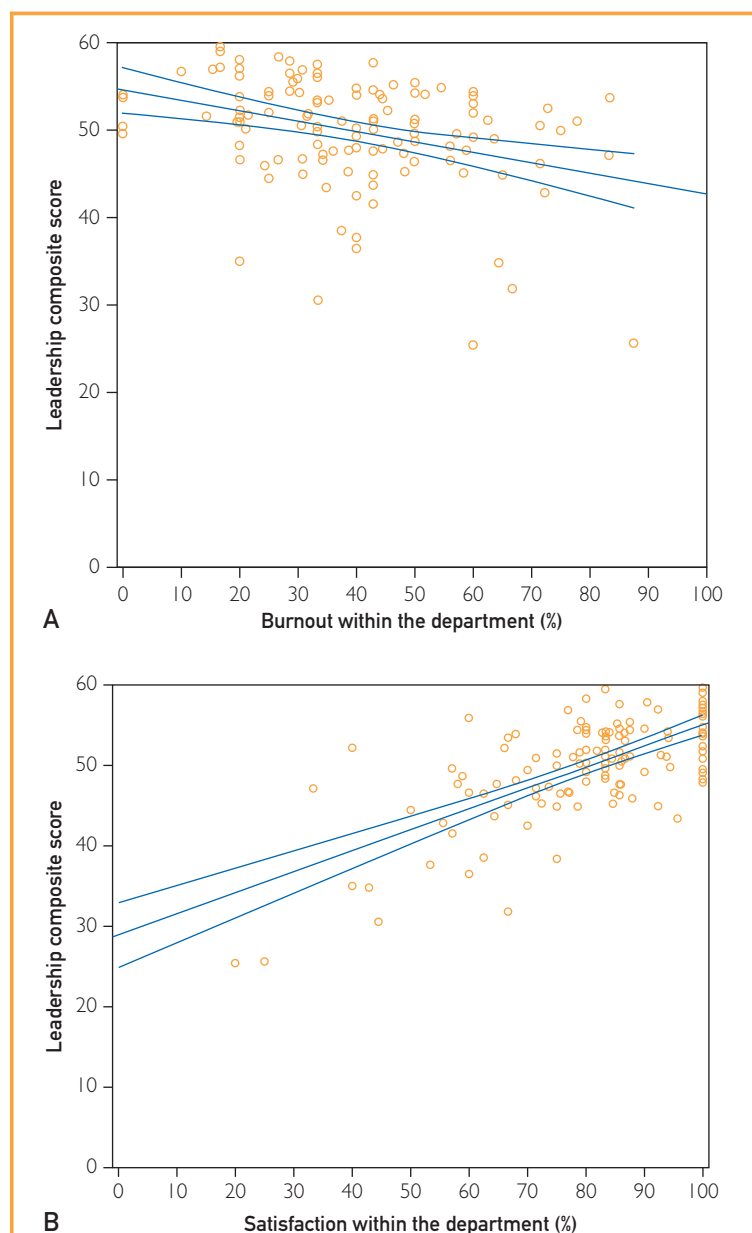 60
50
40
30
20
10
0
Leadership composite score
0 10 20 30 40 50 60 70 80 90 100
A Burnout within the department (%)
60
50
40
30
20
10
0
Leadership composite score
0 10 20 30 40 50 60 70 80 90 100
B Satisfaction within the department (%)